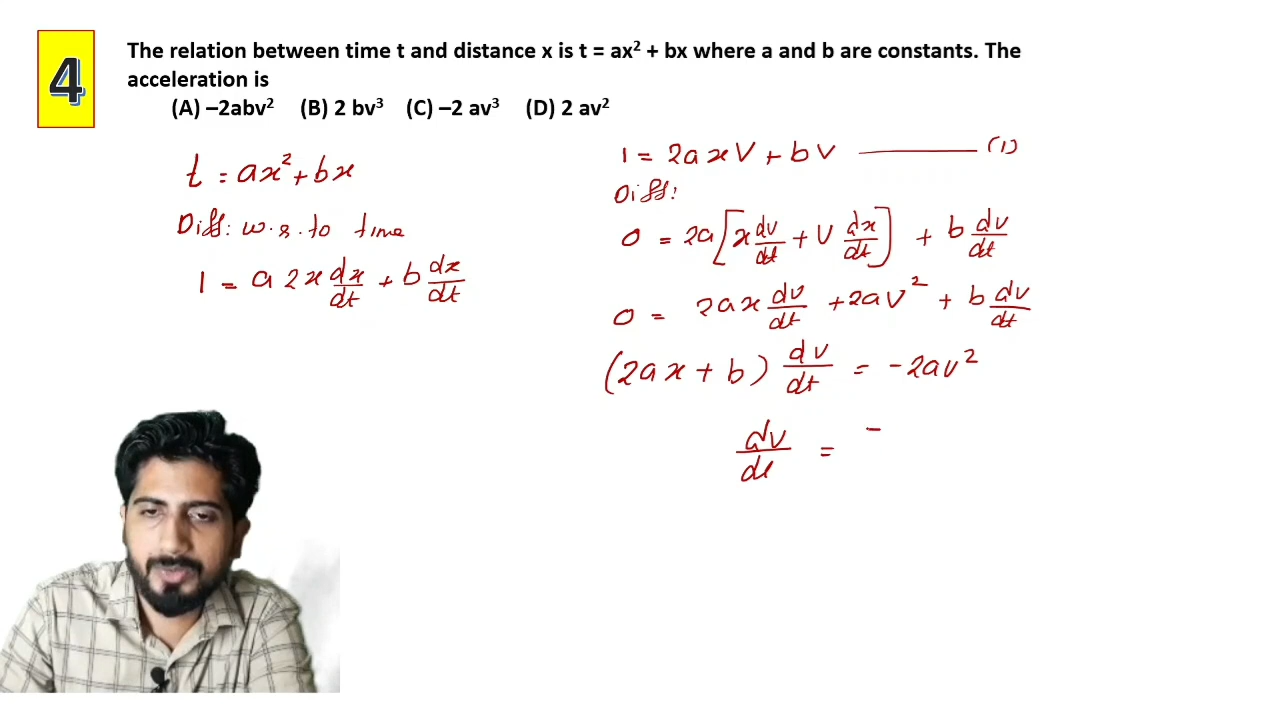 4
The relation between time t and distance x is t = ax² + bx where a and b are constants. The
acceleration is
(A) –2abv² (B) 2 bv³ (C) –2 av³ (D) 2 av²
t = ax² + bx
Diff: w.r.to time
1 = a 2x dx/dt + b dx/dt
1 = 2axV + bV ——— (1)
Diff:
0 = 2a[x dv/dt + v dx/dt] + b dv/dt
0 = 2ax dv/dt + 2av² + b dv/dt
(2ax + b) dv/dt = -2av²
dv/dt = -